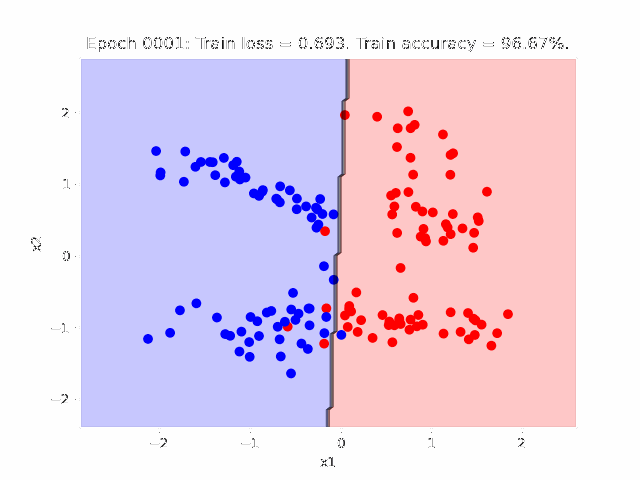 Epoch 0001: Train loss = 0.693. Train accuracy = 96.67%.
2
1
0
−1
−2
x2
−2 −1 0 1 2
x1